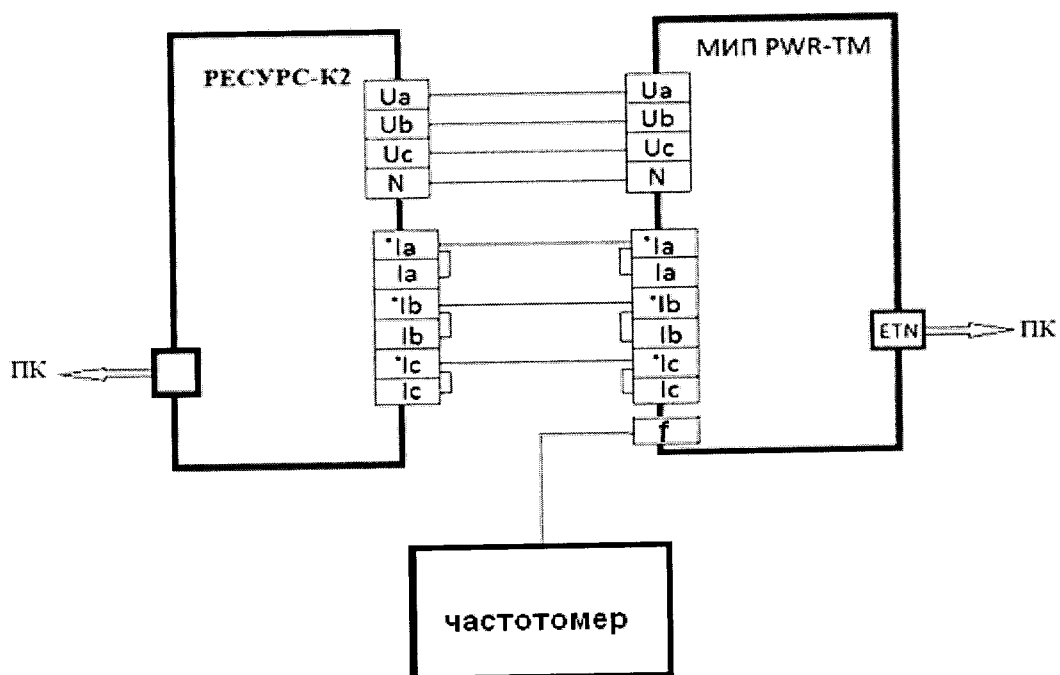 РЕСУРС-К2
Ua
Ub
Uc
N
*Ia
Ia
*Ib
Ib
*Ic
Ic
ПК
МИП PWR-TM
Ua
Ub
Uc
N
*Ia
Ia
*Ib
Ib
*Ic
Ic
f
ETN
ПК
частотомер